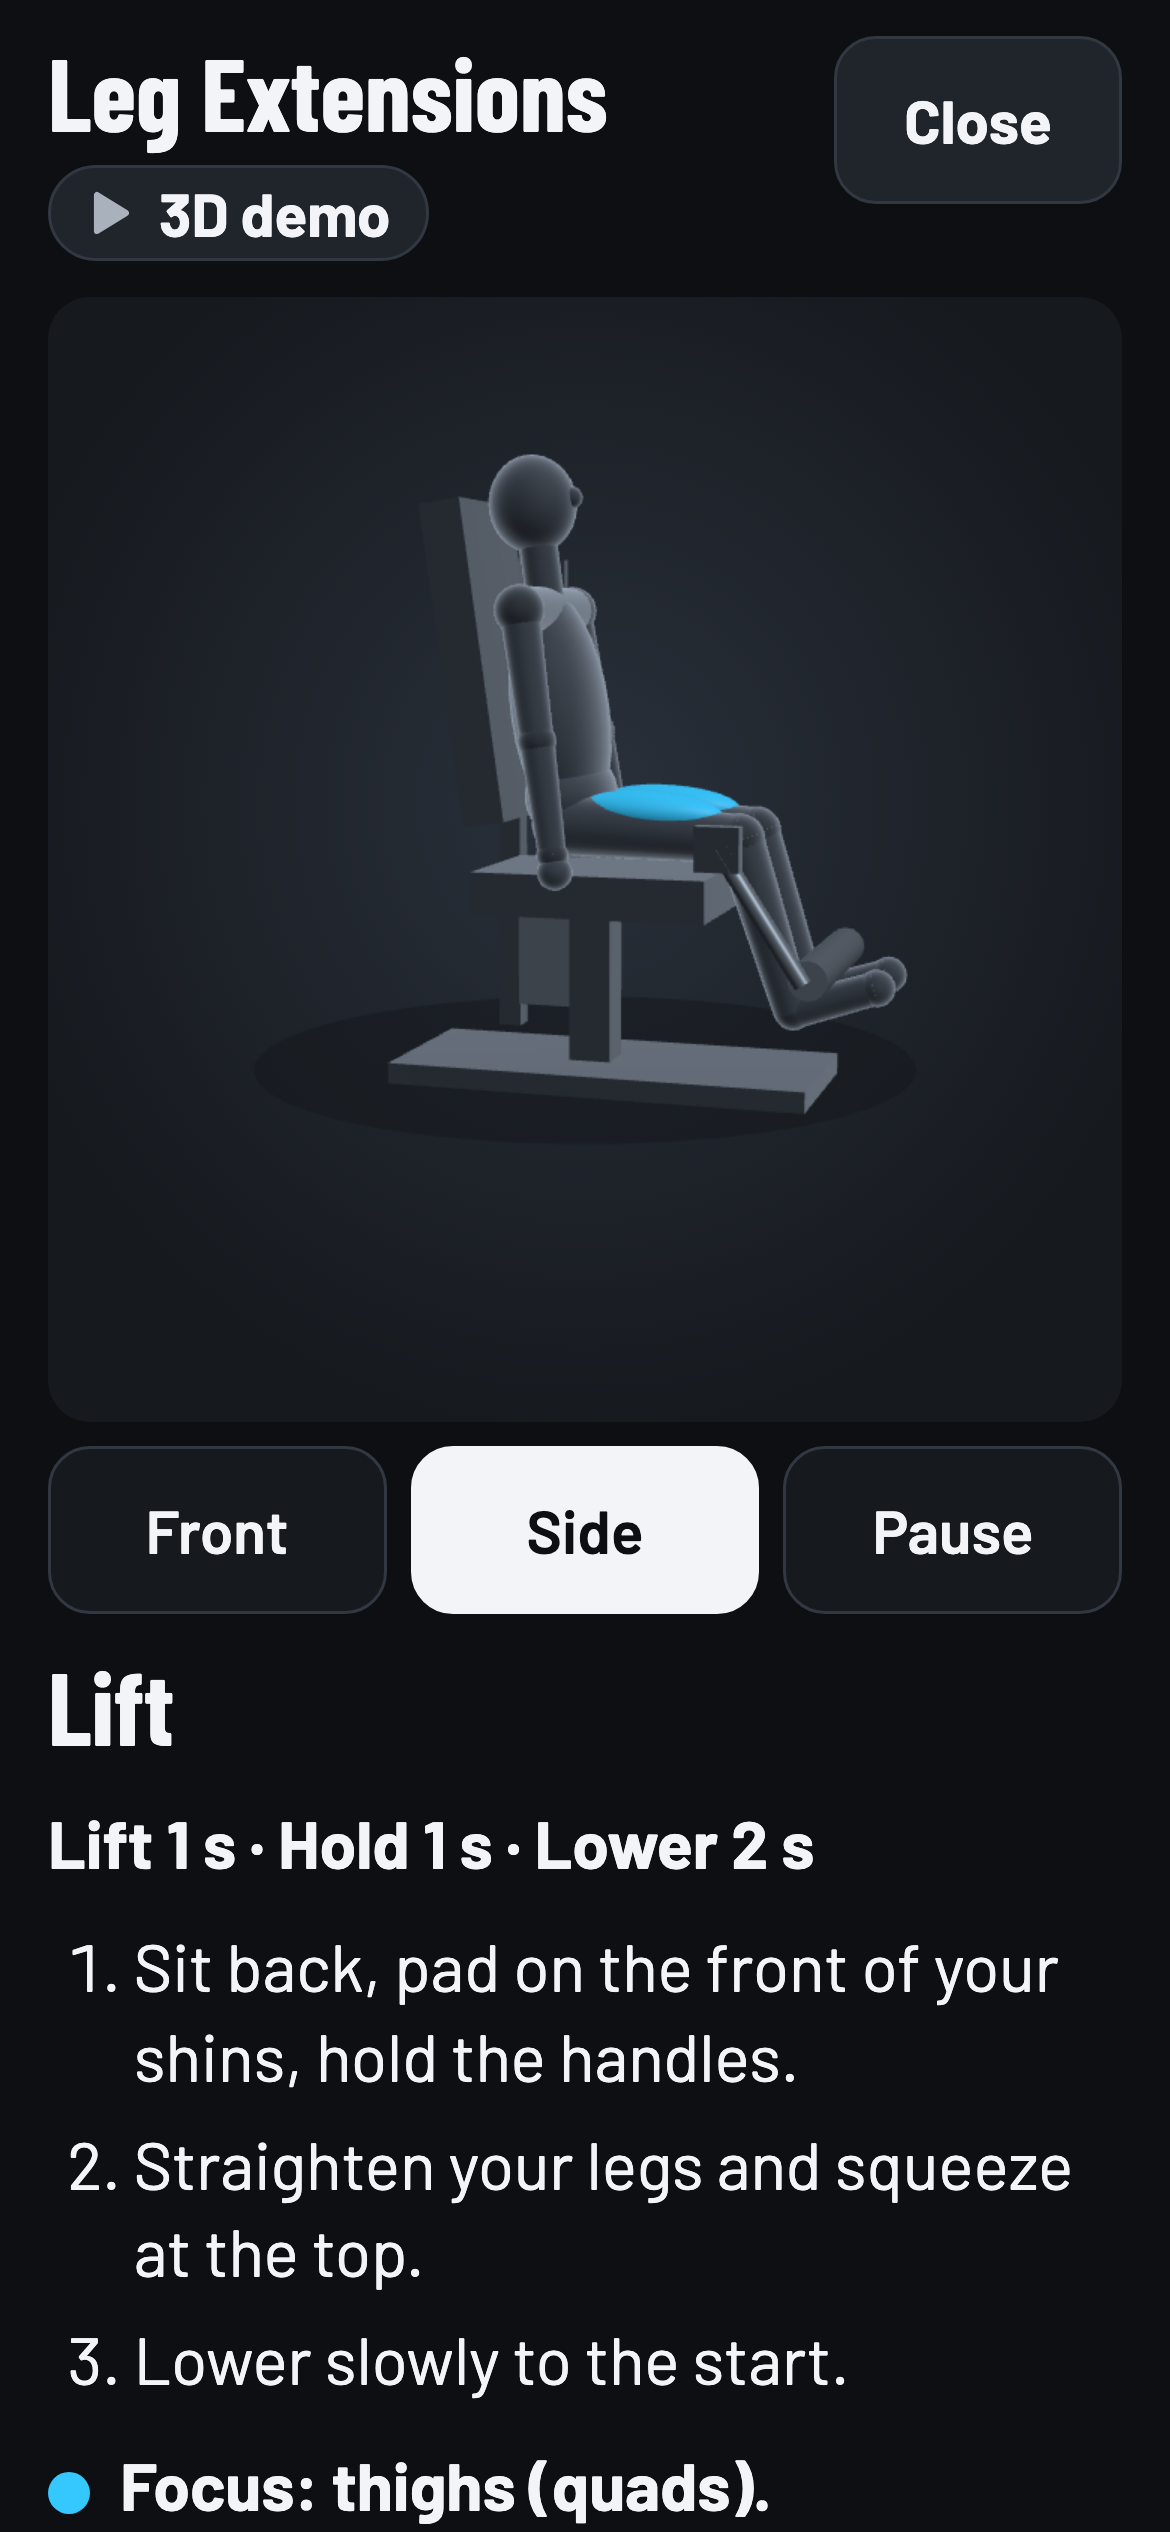 Leg Extensions
Close
3D demo
Front
Side
Pause
Lift
Lift 1 s · Hold 1 s · Lower 2 s
1. Sit back, pad on the front of your
shins, hold the handles.
2. Straighten your legs and squeeze
at the top.
3. Lower slowly to the start.
Focus: thighs (quads).